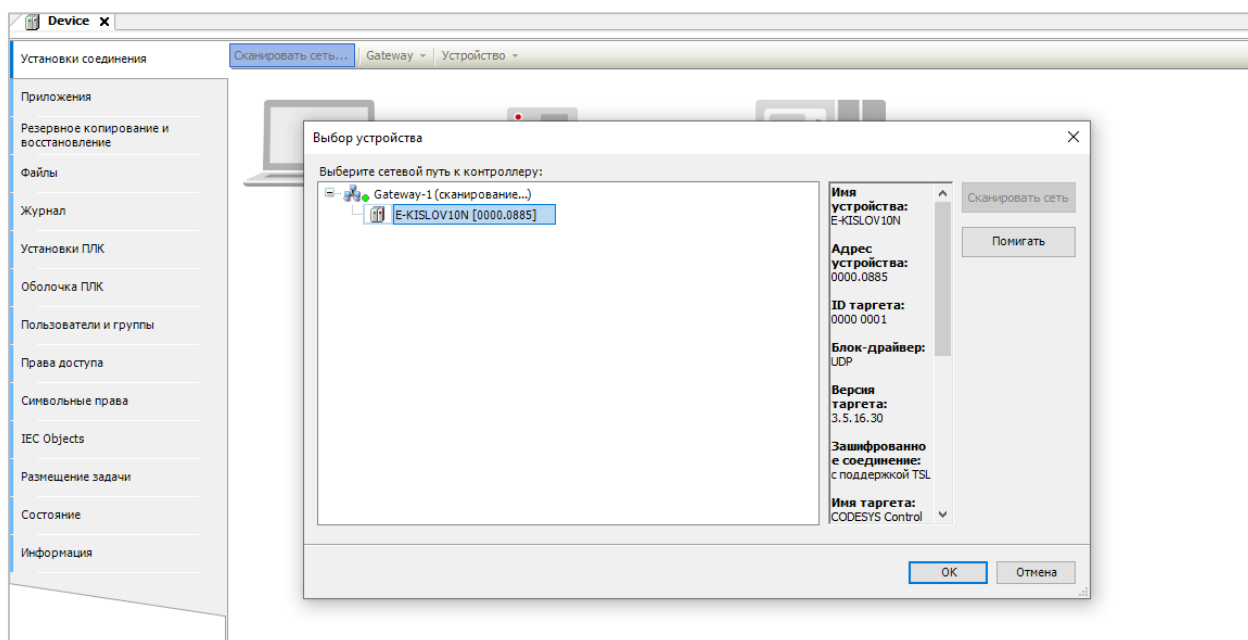 Device
Установки соединения
Сканировать сеть...
Gateway
Устройство
Приложения
Резервное копирование и
восстановление
Файлы
Журнал
Установки ПЛК
Оболочка ПЛК
Пользователи и группы
Права доступа
Символьные права
IEC Objects
Размещение задачи
Состояние
Информация
Выбор устройства
Выберите сетевой путь к контроллеру:
Gateway-1 (сканирование...)
E-KISLOV10N [0000.0885]
Имя
устройства:
E-KISLOV10N
Адрес
устройства:
0000.0885
ID таргета:
0000 0001
Блок-драйвер:
UDP
Версия
таргета:
3.5.16.30
Зашифрованно
е соединение:
с поддержкой TSL
Имя таргета:
CODESYS Control
Сканировать сеть
Помигать
OK
Отмена